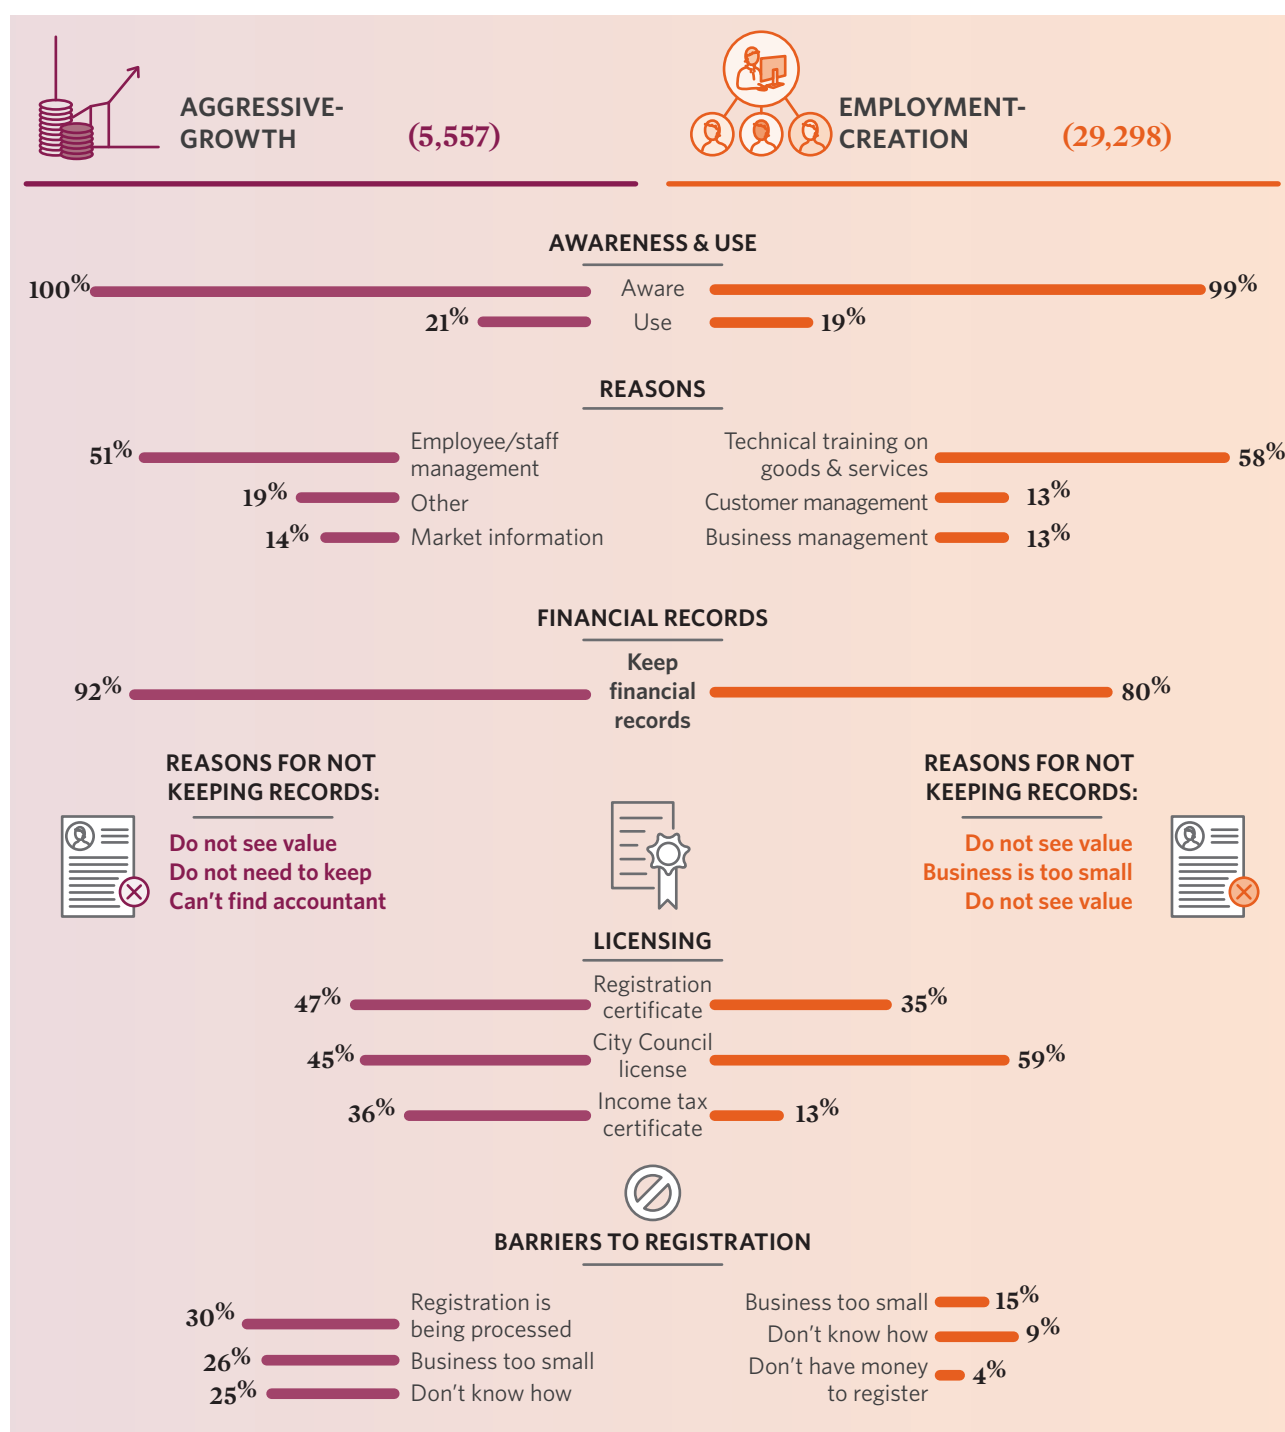 AGGRESSIVE-
GROWTH
(5,557)
EMPLOYMENT-
CREATION
(29,298)
AWARENESS & USE
100% Aware 99%
21% Use 19%
REASONS
51% Employee/staff
management
19% Other
14% Market information
Technical training on
goods & services 58%
Customer management 13%
Business management 13%
FINANCIAL RECORDS
Keep
92% financial 80%
records
REASONS FOR NOT
KEEPING RECORDS:
Do not see value
Do not need to keep
Can't find accountant
REASONS FOR NOT
KEEPING RECORDS:
Do not see value
Business is too small
Do not see value
LICENSING
Registration
47% certificate 35%
City Council
45% license 59%
Income tax
36% certificate 13%
BARRIERS TO REGISTRATION
30% Registration is
being processed
26% Business too small
25% Don't know how
Business too small 15%
Don't know how 9%
Don't have money
to register 4%